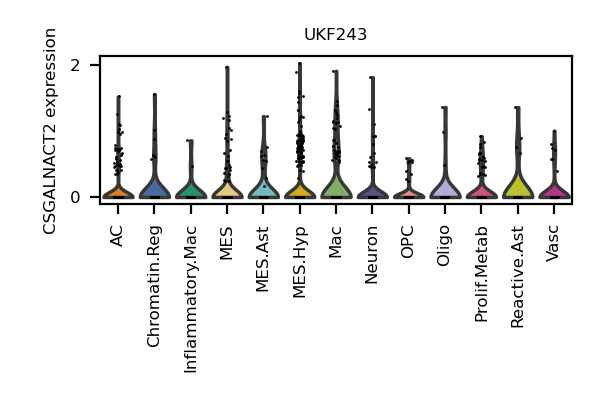 UKF243
CSGALNACT2 expression
2
0
AC
Chromatin.Reg
Inflammatory.Mac
MES
MES.Ast
MES.Hyp
Mac
Neuron
OPC
Oligo
Prolif.Metab
Reactive.Ast
Vasc